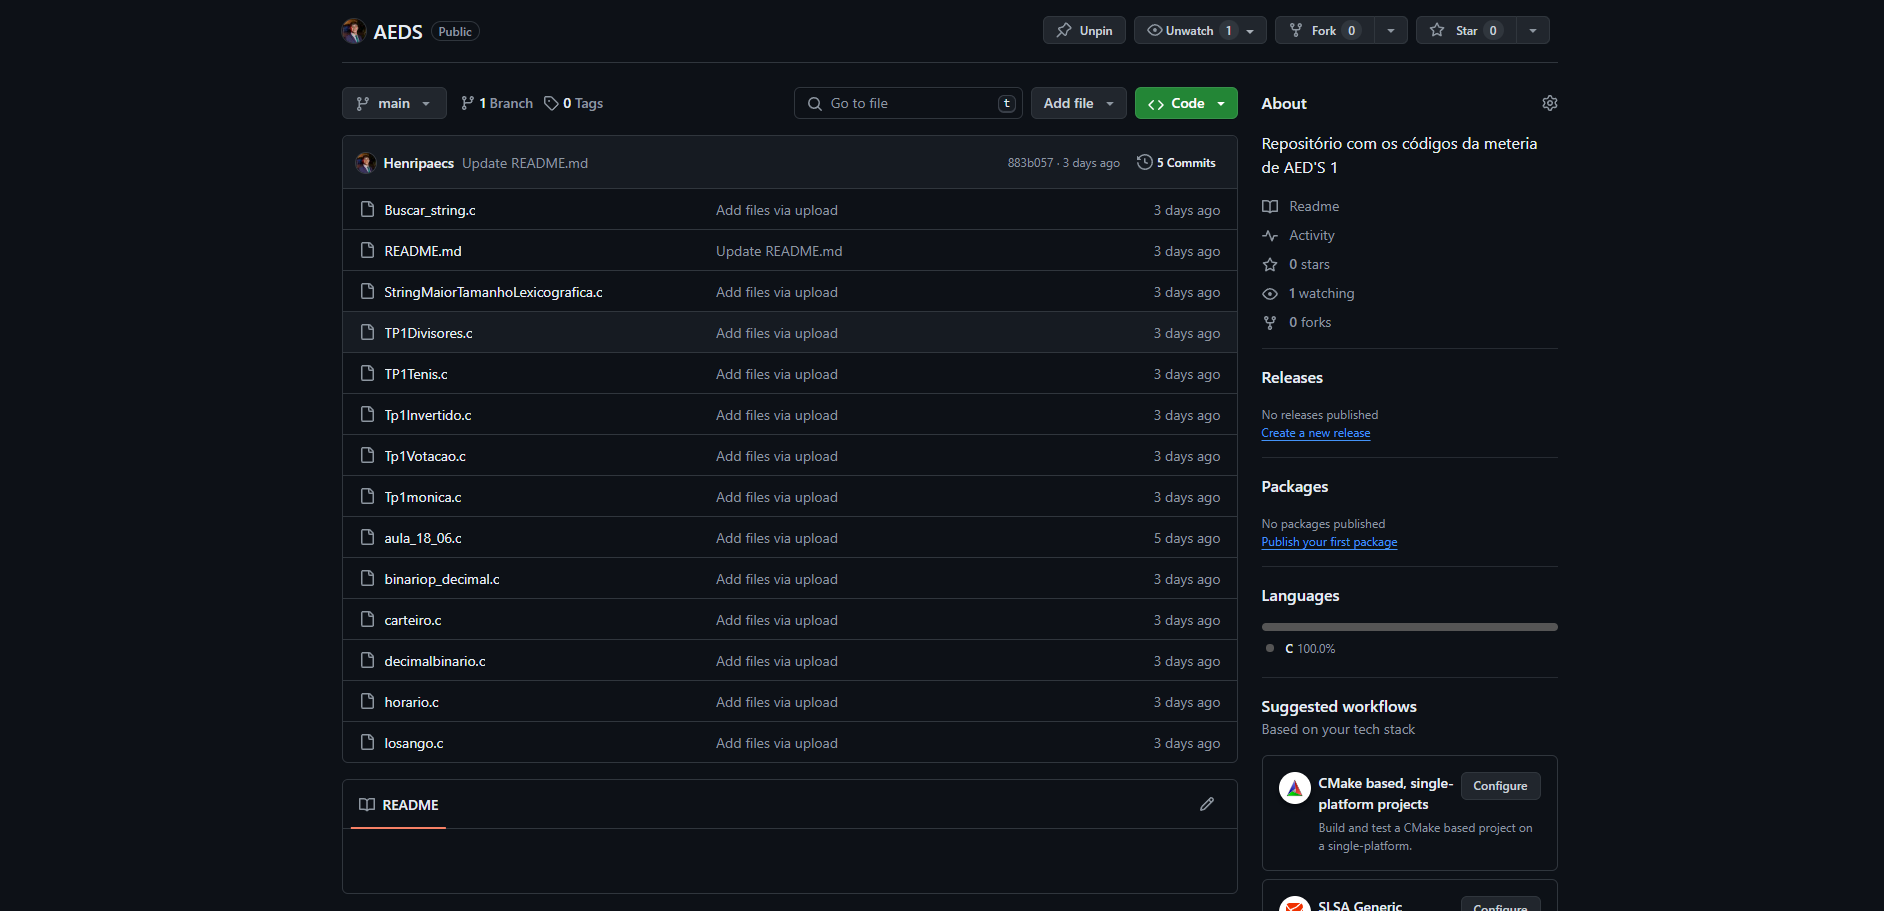 AEDS Public Unpin Unwatch 1 Fork 0 Star 0
main 1 Branch 0 Tags Go to file t Add file Code
Henripaecs Update README.md 883b057 · 3 days ago 5 Commits
Buscar_string.c Add files via upload 3 days ago
README.md Update README.md 3 days ago
StringMaiorTamanhoLexicografica.c Add files via upload 3 days ago
TP1Divisores.c Add files via upload 3 days ago
TP1Tenis.c Add files via upload 3 days ago
Tp1Invertido.c Add files via upload 3 days ago
Tp1Votacao.c Add files via upload 3 days ago
Tp1monica.c Add files via upload 3 days ago
aula_18_06.c Add files via upload 5 days ago
binariop_decimal.c Add files via upload 3 days ago
carteiro.c Add files via upload 3 days ago
decimalbinario.c Add files via upload 3 days ago
horario.c Add files via upload 3 days ago
losango.c Add files via upload 3 days ago
README
About
Repositório com os códigos da meteria
de AED'S 1
Readme
Activity
0 stars
1 watching
0 forks
Releases
No releases published
Create a new release
Packages
No packages published
Publish your first package
Languages
C 100.0%
Suggested workflows
Based on your tech stack
CMake based, single-
platform projects
Configure
Build and test a CMake based project on
a single-platform.
SLSA Generic
Configure